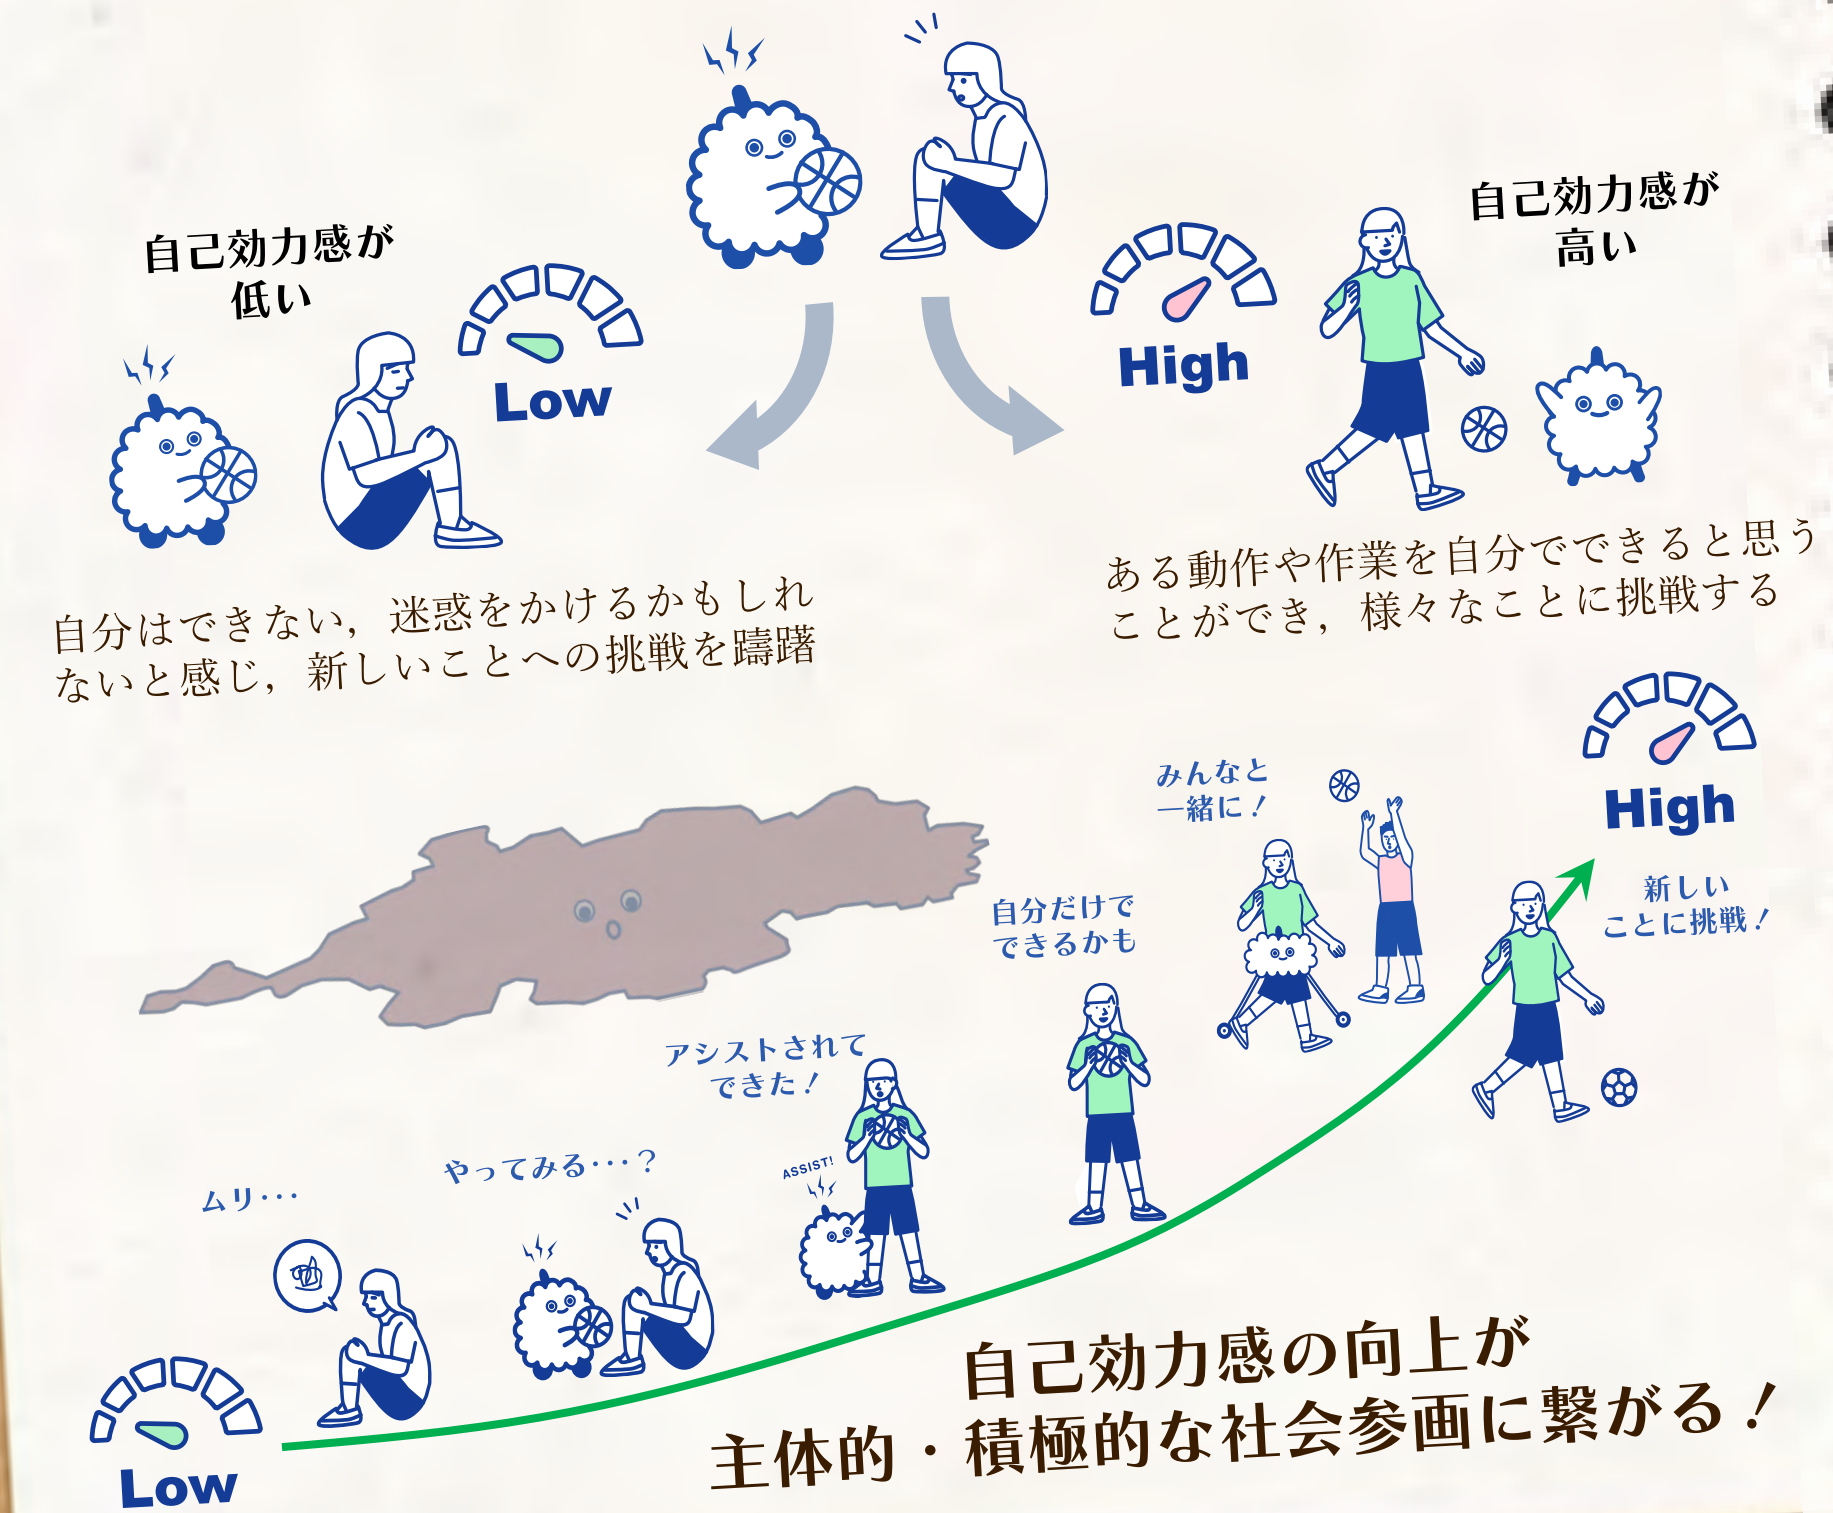 自己効力感が
低い
Low
自己効力感が
高い
High
自分はできない，迷惑をかけるかもしれ
ないと感じ，新しいことへの挑戦を躊躇
ある動作や作業を自分でできると思う
ことができ，様々なことに挑戦する
High
新しい
ことに挑戦！
みんなと
一緒に！
自分だけで
できるかも
アシストされて
できた！
ASSIST!
やってみる･･･？
ムリ･･･
Low
自己効力感の向上が
主体的・積極的な社会参画に繋がる！